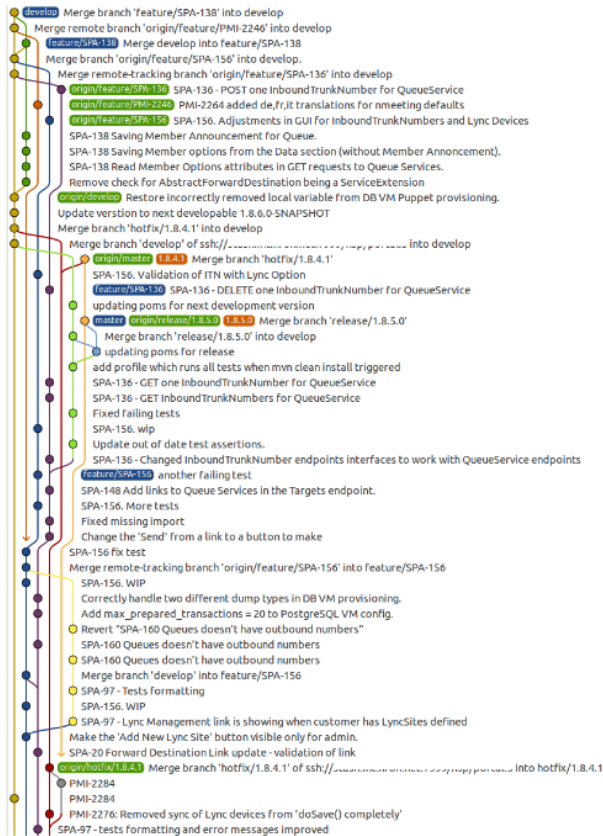 develop Merge branch 'feature/SPA-138' into develop
Merge remote branch 'origin/feature/PMI-2246' into develop
feature/SPA-138 Merge develop into feature/SPA-138
Merge branch 'origin/feature/SPA-156' into develop.
Merge remote-tracking branch 'origin/feature/SPA-136' into develop
origin/feature/SPA-136 SPA-136 - POST one InboundTrunkNumber for QueueService
origin/feature/PMI-2246 PMI-2264 added de,fr,it translations for nmeeting defaults
origin/feature/SPA-156 SPA-156. Adjustments in GUI for InboundTrunkNumbers and Lync Devices
SPA-138 Saving Member Announcement for Queue.
SPA-138 Saving Member options from the Data section (without Member Annoncement).
SPA-138 Read Member Options attributes in GET requests to Queue Services.
Remove check for AbstractForwardDestination being a ServiceExtension
origin/develop Restore incorrectly removed local variable from DB VM Puppet provisioning.
Update verstion to next developable 1.8.6.0-SNAPSHOT
Merge branch 'hotfix/1.8.4.1' into develop
Merge branch 'develop' of ssh:// into develop
origin/master 1.8.4.1 Merge branch 'hotfix/1.8.4.1'
SPA-156. Validation of ITN with Lync Option
feature/SPA-136 SPA-136 - DELETE one InboundTrunkNumber for QueueService
updating poms for next development version
master origin/release/1.8.5.0 1.8.5.0 Merge branch 'release/1.8.5.0'
Merge branch 'release/1.8.5.0' into develop
updating poms for release
add profile which runs all tests when mvn clean install triggered
SPA-136 - GET one InboundTrunkNumber for QueueService
SPA-136 - GET InboundTrunkNumbers for QueueService
Fixed failing tests
SPA-156. wip
Update out of date test assertions.
SPA-136 - Changed InboundTrunkNumber endpoints interfaces to work with QueueService endpoints
feature/SPA-156 another failing test
SPA-148 Add links to Queue Services in the Targets endpoint.
SPA-156. More tests
Fixed missing import
Change the 'Send' from a link to a button to make
SPA-156 fix test
Merge remote-tracking branch 'origin/feature/SPA-156' into feature/SPA-156
SPA-156. WIP
Correctly handle two different dump types in DB VM provisioning.
Add max_prepared_transactions = 20 to PostgreSQL VM config.
Revert "SPA-160 Queues doesn't have outbound numbers"
SPA-160 Queues doesn't have outbound numbers
SPA-160 Queues doesn't have outbound numbers
Merge branch 'develop' into feature/SPA-156
SPA-97 - Tests formatting
SPA-156. WIP
SPA-97 - Lync Management link is showing when customer has LyncSites defined
Make the 'Add New Lync Site' button visible only for admin.
SPA-20 Forward Destination Link update - validation of link
origin/hotfix/1.8.4.1 Merge branch 'hotfix/1.8.4.1' of ssh:// into hotfix/1.8.4.1
PMI-2284
PMI-2284
PMI-2276: Removed sync of Lync devices from 'doSave() completely'
SPA-97 - tests formatting and error messages improved